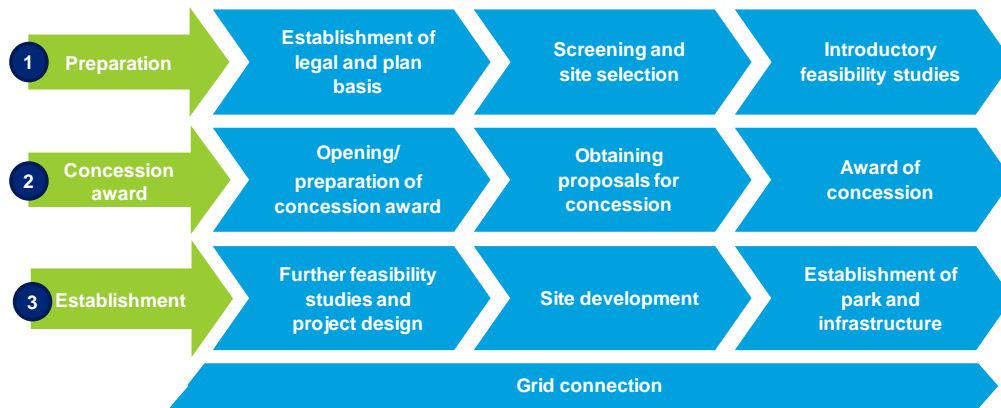 1
Preparation
Establishment of
legal and plan
basis
Screening and
site selection
Introductory
feasibility studies
2
Concession
award
Opening/
preparation of
concession award
Obtaining
proposals for
concession
Award of
concession
3
Establishment
Further feasibility
studies and
project design
Site development
Establishment of
park and
infrastructure
Grid connection